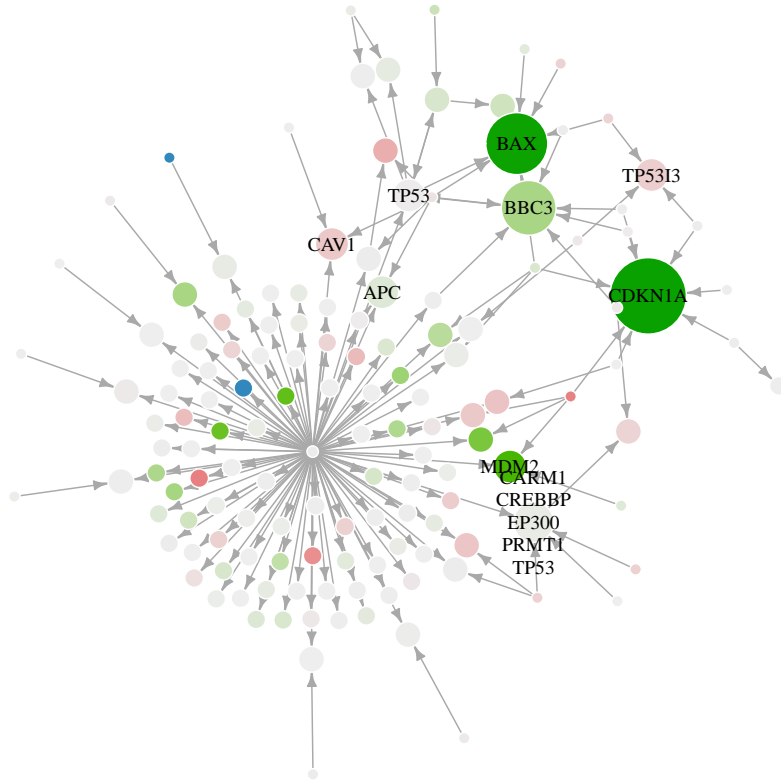 BAX
TP53I3
TP53
BBC3
CAV1
APC
CDKN1A
MDM2
CARM1
CREBBP
EP300
PRMT1
TP53